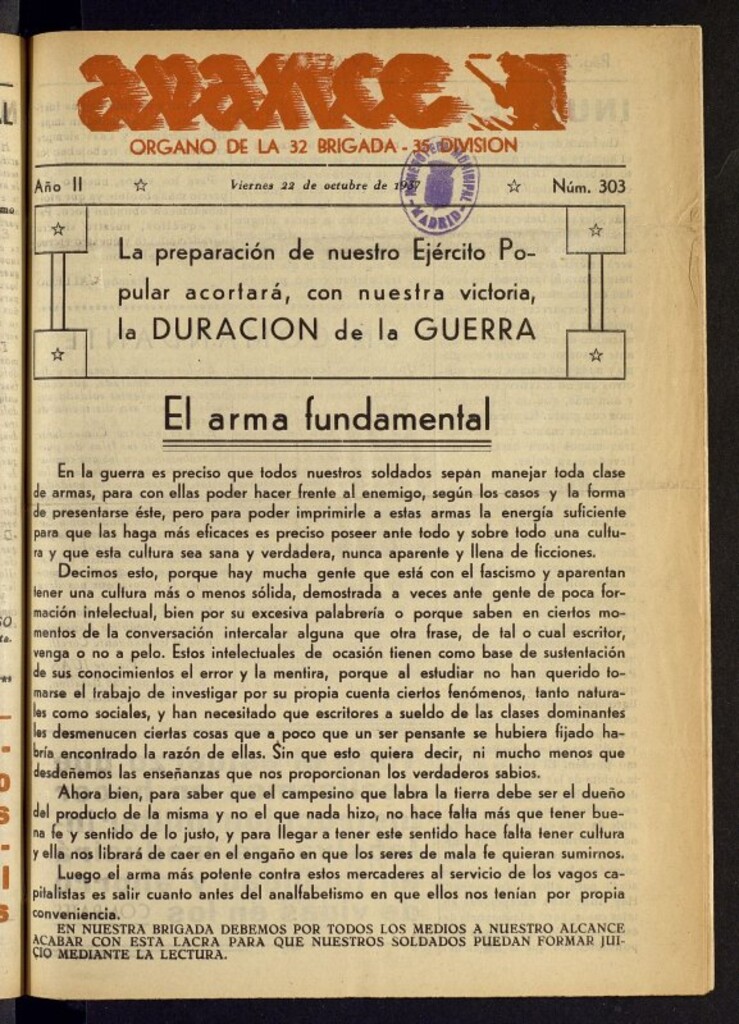 avance
ORGANO DE LA 32 BRIGADA - 35 DIVISION
Año II ☆ Viernes 22 de octubre de 1937 ☆ Núm. 303
HEMEROTECA MUNICIPAL
MADRID
La preparación de nuestro Ejército Po-
pular acortará, con nuestra victoria,
la DURACION de la GUERRA
El arma fundamental
En la guerra es preciso que todos nuestros soldados sepan manejar toda clase
de armas, para con ellas poder hacer frente al enemigo, según los casos y la forma
de presentarse éste, pero para poder imprimirle a estas armas la energía suficiente
para que las haga más eficaces es preciso poseer ante todo y sobre todo una cultu-
ra y que esta cultura sea sana y verdadera, nunca aparente y llena de ficciones.
Decimos esto, porque hay mucha gente que está con el fascismo y aparentan
tener una cultura más o menos sólida, demostrada a veces ante gente de poca for-
mación intelectual, bien por su excesiva palabrería o porque saben en ciertos mo-
mentos de la conversación intercalar alguna que otra frase, de tal o cual escritor,
venga o no a pelo. Estos intelectuales de ocasión tienen como base de sustentación
de sus conocimientos el error y la mentira, porque al estudiar no han querido to-
marse el trabajo de investigar por su propia cuenta ciertos fenómenos, tanto natura-
les como sociales, y han necesitado que escritores a sueldo de las clases dominantes
les desmenucen ciertas cosas que a poco que un ser pensante se hubiera fijado ha-
bría encontrado la razón de ellas. Sin que esto quiera decir, ni mucho menos que
desdeñemos las enseñanzas que nos proporcionan los verdaderos sabios.
Ahora bien, para saber que el campesino que labra la tierra debe ser el dueño
del producto de la misma y no el que nada hizo, no hace falta más que tener bue-
na fe y sentido de lo justo, y para llegar a tener este sentido hace falta tener cultura
y ella nos librará de caer en el engaño en que los seres de mala fe quieran sumirnos.
Luego el arma más potente contra estos mercaderes al servicio de los vagos ca-
pitalistas es salir cuanto antes del analfabetismo en que ellos nos tenían por propia
conveniencia.
EN NUESTRA BRIGADA DEBEMOS POR TODOS LOS MEDIOS A NUESTRO ALCANCE
ACABAR CON ESTA LACRA PARA QUE NUESTROS SOLDADOS PUEDAN FORMAR JUI-
CIO MEDIANTE LA LECTURA.